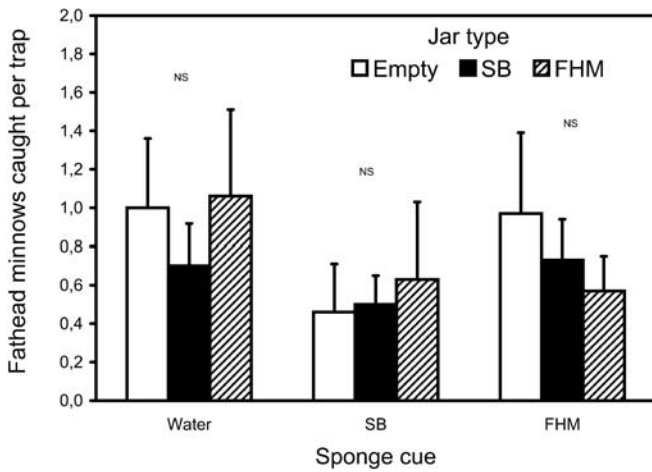 Fathead minnows caught per trap
2,0
1,8
1,6
1,4
1,2
1,0
0,8
0,6
0,4
0,2
0,0
Jar type
Empty SB FHM
NS
NS
NS
Water SB FHM
Sponge cue